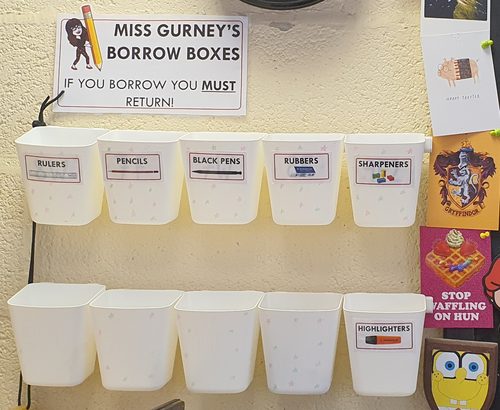 MISS GURNEY'S
BORROW BOXES
IF YOU BORROW YOU MUST
RETURN!
RULERS
PENCILS
BLACK PENS
RUBBERS
SHARPENERS
HIGHLIGHTERS
GRYFFINDOR
STOP
WAFFLING
ON HUN